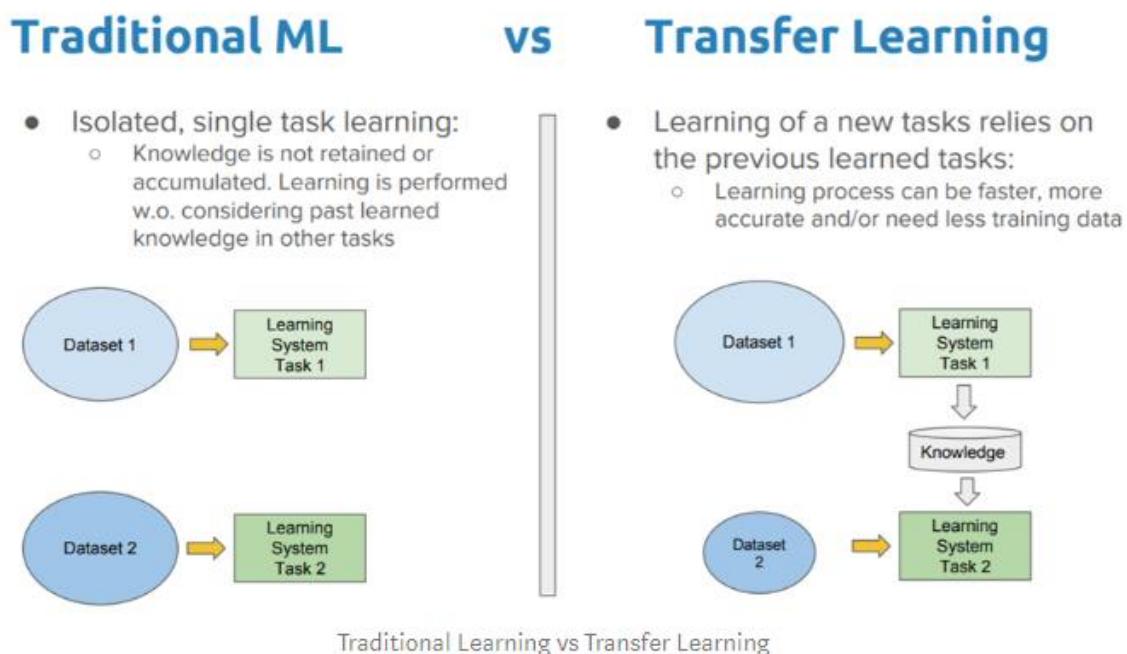 Traditional ML vs Transfer Learning
● Isolated, single task learning:
○ Knowledge is not retained or
accumulated. Learning is performed
w.o. considering past learned
knowledge in other tasks
Dataset 1
Learning
System
Task 1
Dataset 2
Learning
System
Task 2
● Learning of a new tasks relies on
the previous learned tasks:
○ Learning process can be faster, more
accurate and/or need less training data
Dataset 1
Learning
System
Task 1
Knowledge
Dataset
2
Learning
System
Task 2
Traditional Learning vs Transfer Learning